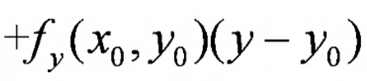 +f_y(x_0, y_0)(y − y_0)